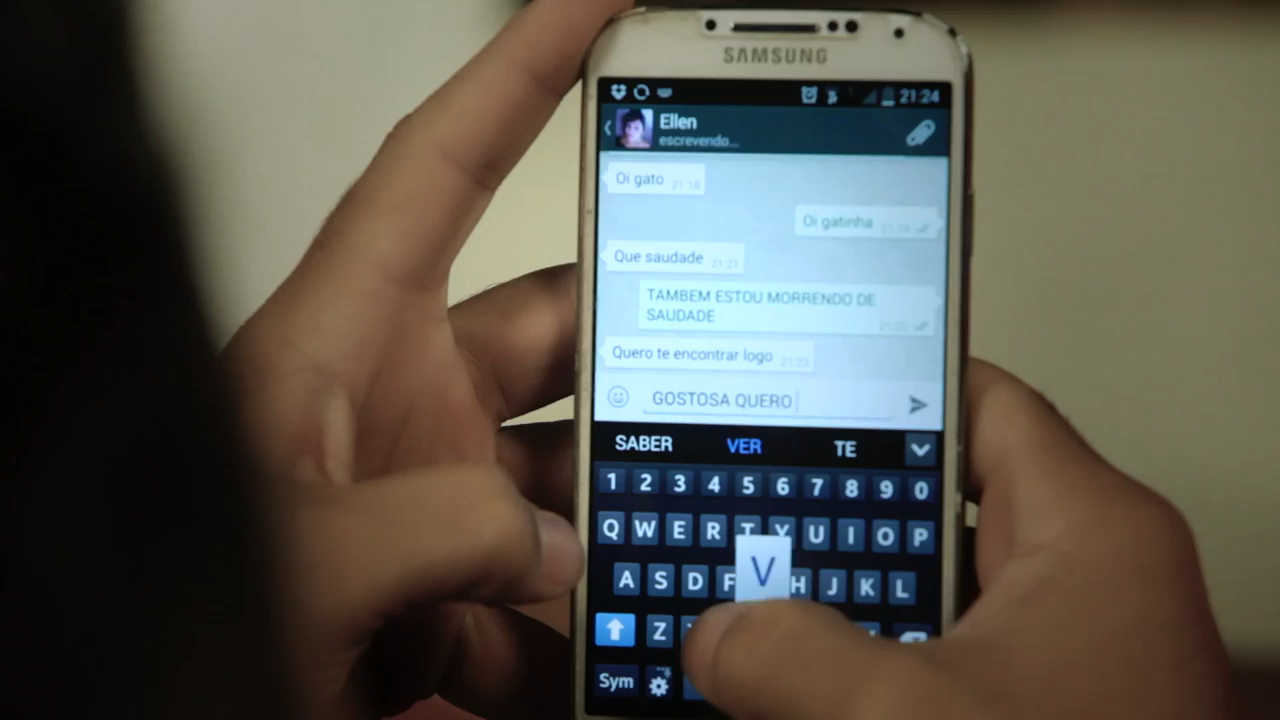 SAMSUNG
21:24
Ellen
escrevendo...
Oi gato 21:18
Oi gatinha
Que saudade 21:21
TAMBEM ESTOU MORRENDO DE
SAUDADE
Quero te encontrar logo 21:23
GOSTOSA QUERO
SABER VER TE
1 2 3 4 5 6 7 8 9 0
Q W E R T Y U I O P
A S D F V H J K L
Z
Sym